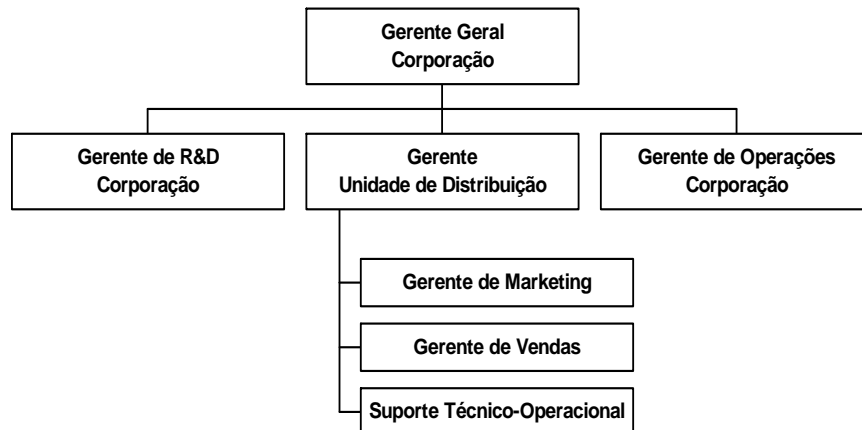 Gerente Geral
Corporação
Gerente de R&D
Corporação
Gerente
Unidade de Distribuição
Gerente de Operações
Corporação
Gerente de Marketing
Gerente de Vendas
Suporte Técnico-Operacional